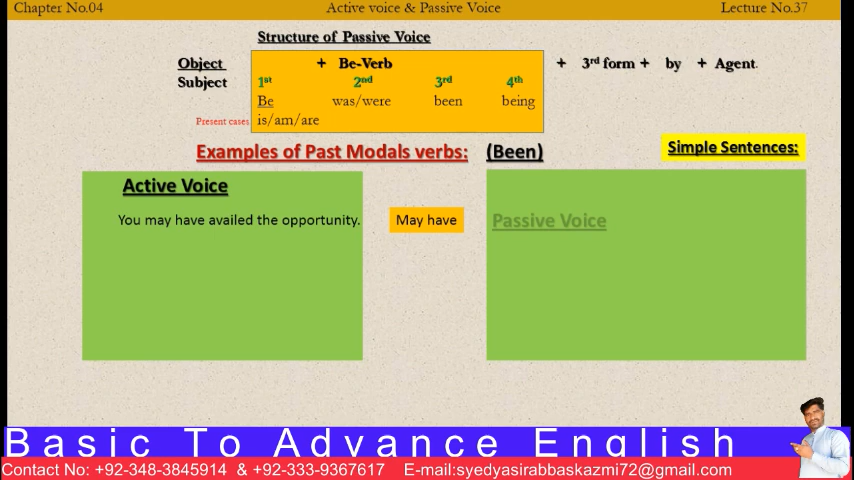 Chapter No.04 Active voice & Passive Voice Lecture No.37
Structure of Passive Voice
Object + Be-Verb + 3rd form + by + Agent.
Subject 1st 2nd 3rd 4th
Be was/were been being
Present cases is/am/are
Examples of Past Modals verbs: (Been) Simple Sentences:
Active Voice
You may have availed the opportunity. May have Passive Voice
Basic To Advance English
Contact No: +92-348-3845914 & +92-333-9367617 E-mail:syedyasirabbaskazmi72@gmail.com